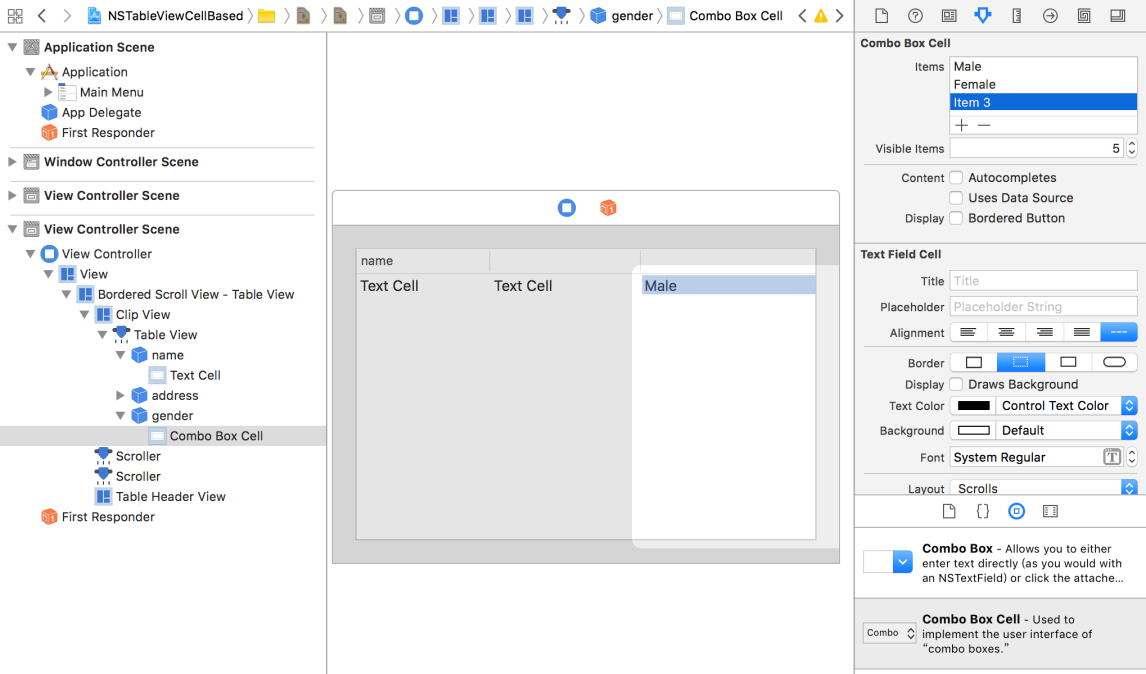 NSTableViewCellBased
gender
Combo Box Cell
Application Scene
Application
Main Menu
App Delegate
First Responder
Window Controller Scene
View Controller Scene
View Controller Scene
View Controller
View
Bordered Scroll View - Table View
Clip View
Table View
name
Text Cell
address
gender
Combo Box Cell
Scroller
Scroller
Table Header View
First Responder
name
Text Cell
Text Cell
Male
Combo Box Cell
Items
Male
Female
Item 3
Visible Items
5
Content
Autocompletes
Uses Data Source
Display
Bordered Button
Text Field Cell
Title
Title
Placeholder
Placeholder String
Alignment
Border
Display
Draws Background
Text Color
Control Text Color
Background
Default
Font
System Regular
Layout
Scrolls
Combo Box - Allows you to either
enter text directly (as you would with
an NSTextField) or click the attache...
Combo
Combo Box Cell - Used to
implement the user interface of
“combo boxes.”